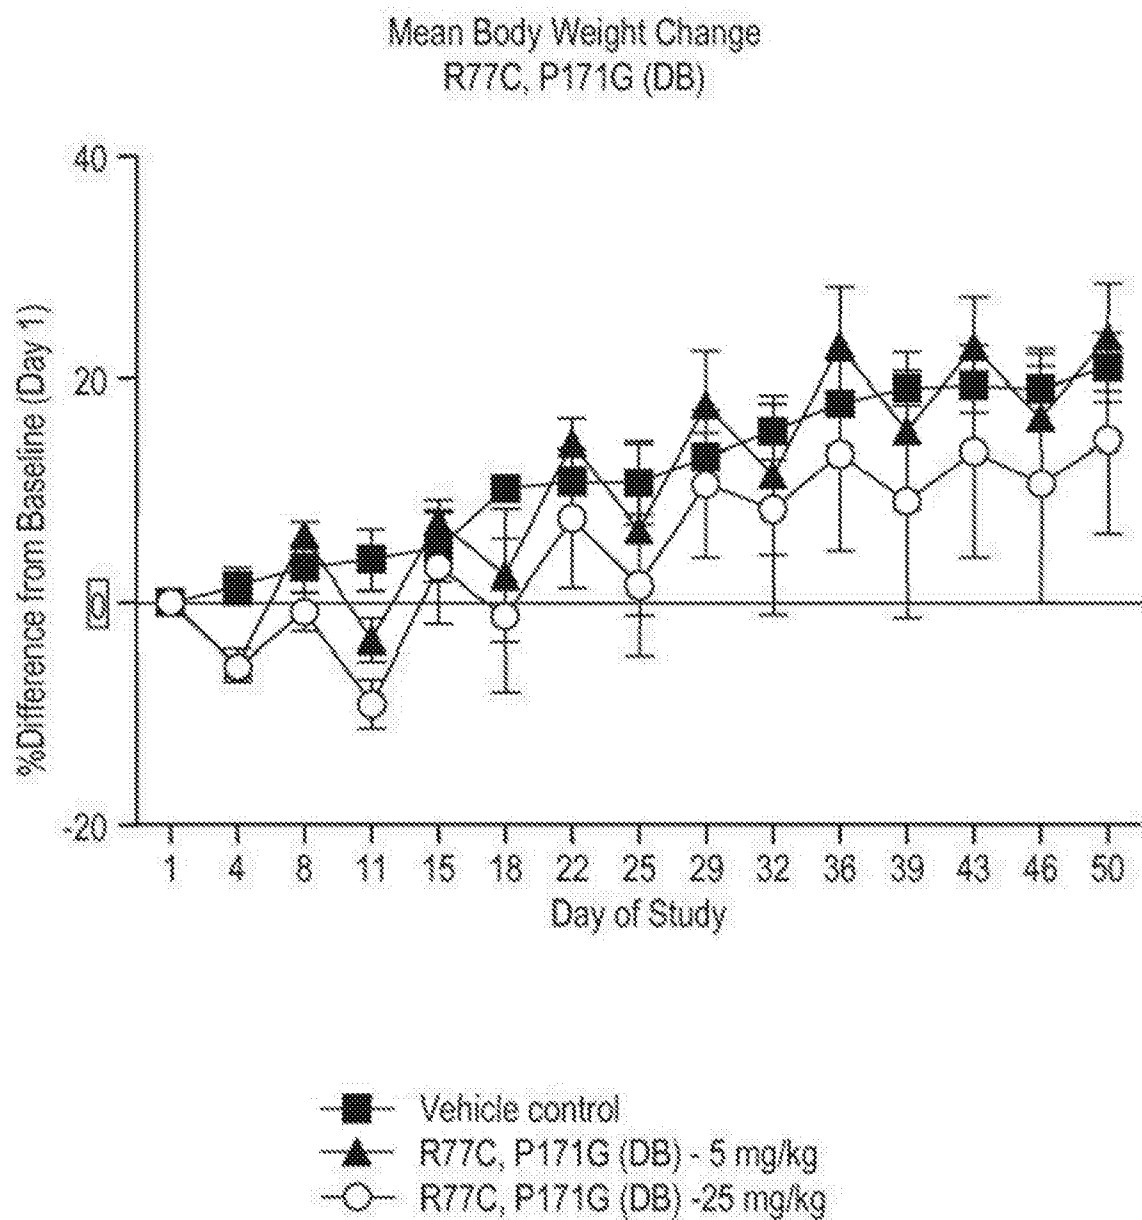 Mean Body Weight Change
R77C, P171G (DB)
%Difference from Baseline (Day 1)
40
20
0
-20
1 4 8 11 15 18 22 25 29 32 36 39 43 46 50
Day of Study
Vehicle control
R77C, P171G (DB) - 5 mg/kg
R77C, P171G (DB) -25 mg/kg